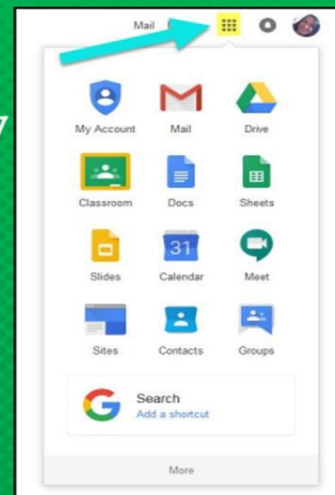 Mail
My Account Mail Drive
Classroom Docs Sheets
31
Slides Calendar Meet
Sites Contacts Groups
Search
Add a shortcut
More